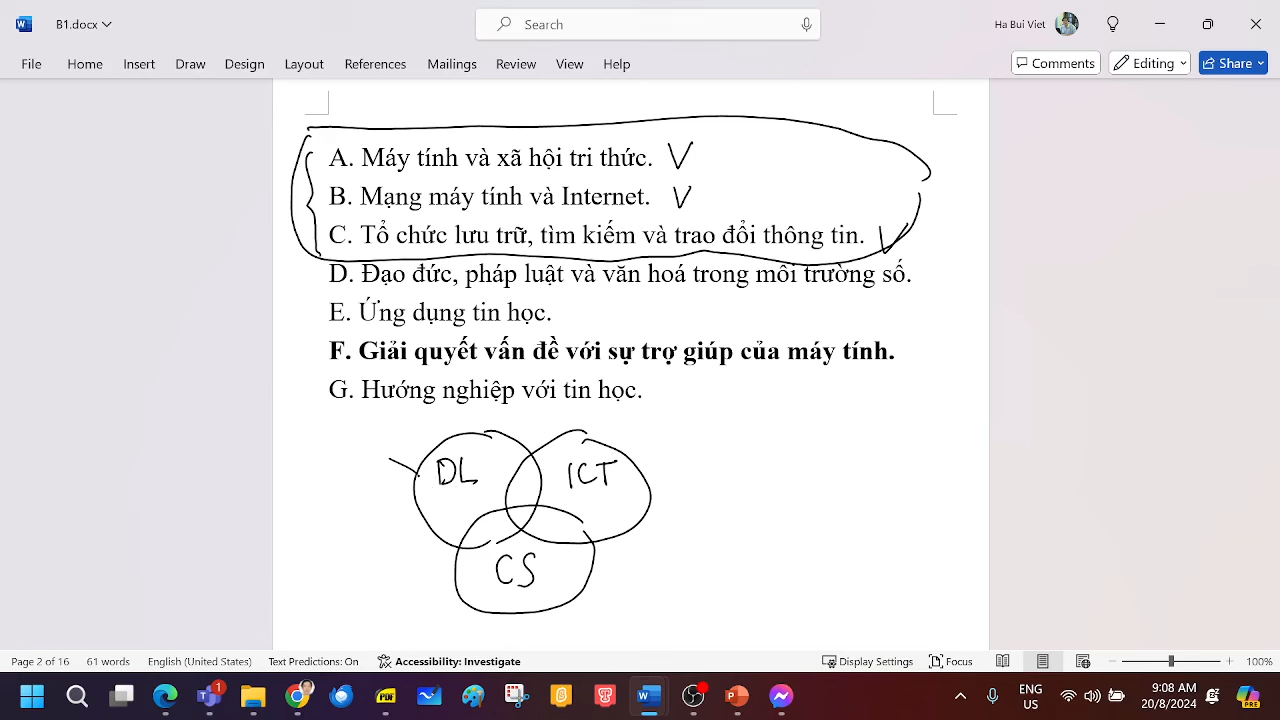 B1.docx
Search
Ha Bui Viet
File Home Insert Draw Design Layout References Mailings Review View Help
Comments Editing Share
A. Máy tính và xã hội tri thức.
B. Mạng máy tính và Internet.
C. Tổ chức lưu trữ, tìm kiếm và trao đổi thông tin.
D. Đạo đức, pháp luật và văn hoá trong môi trường số.
E. Ứng dụng tin học.
F. Giải quyết vấn đề với sự trợ giúp của máy tính.
G. Hướng nghiệp với tin học.
DL ICT
CS
Page 2 of 16 61 words English (United States) Text Predictions: On Accessibility: Investigate Display Settings Focus 100%
1 PDF ENG 9:08 AM
US 20/8/2024 PRE